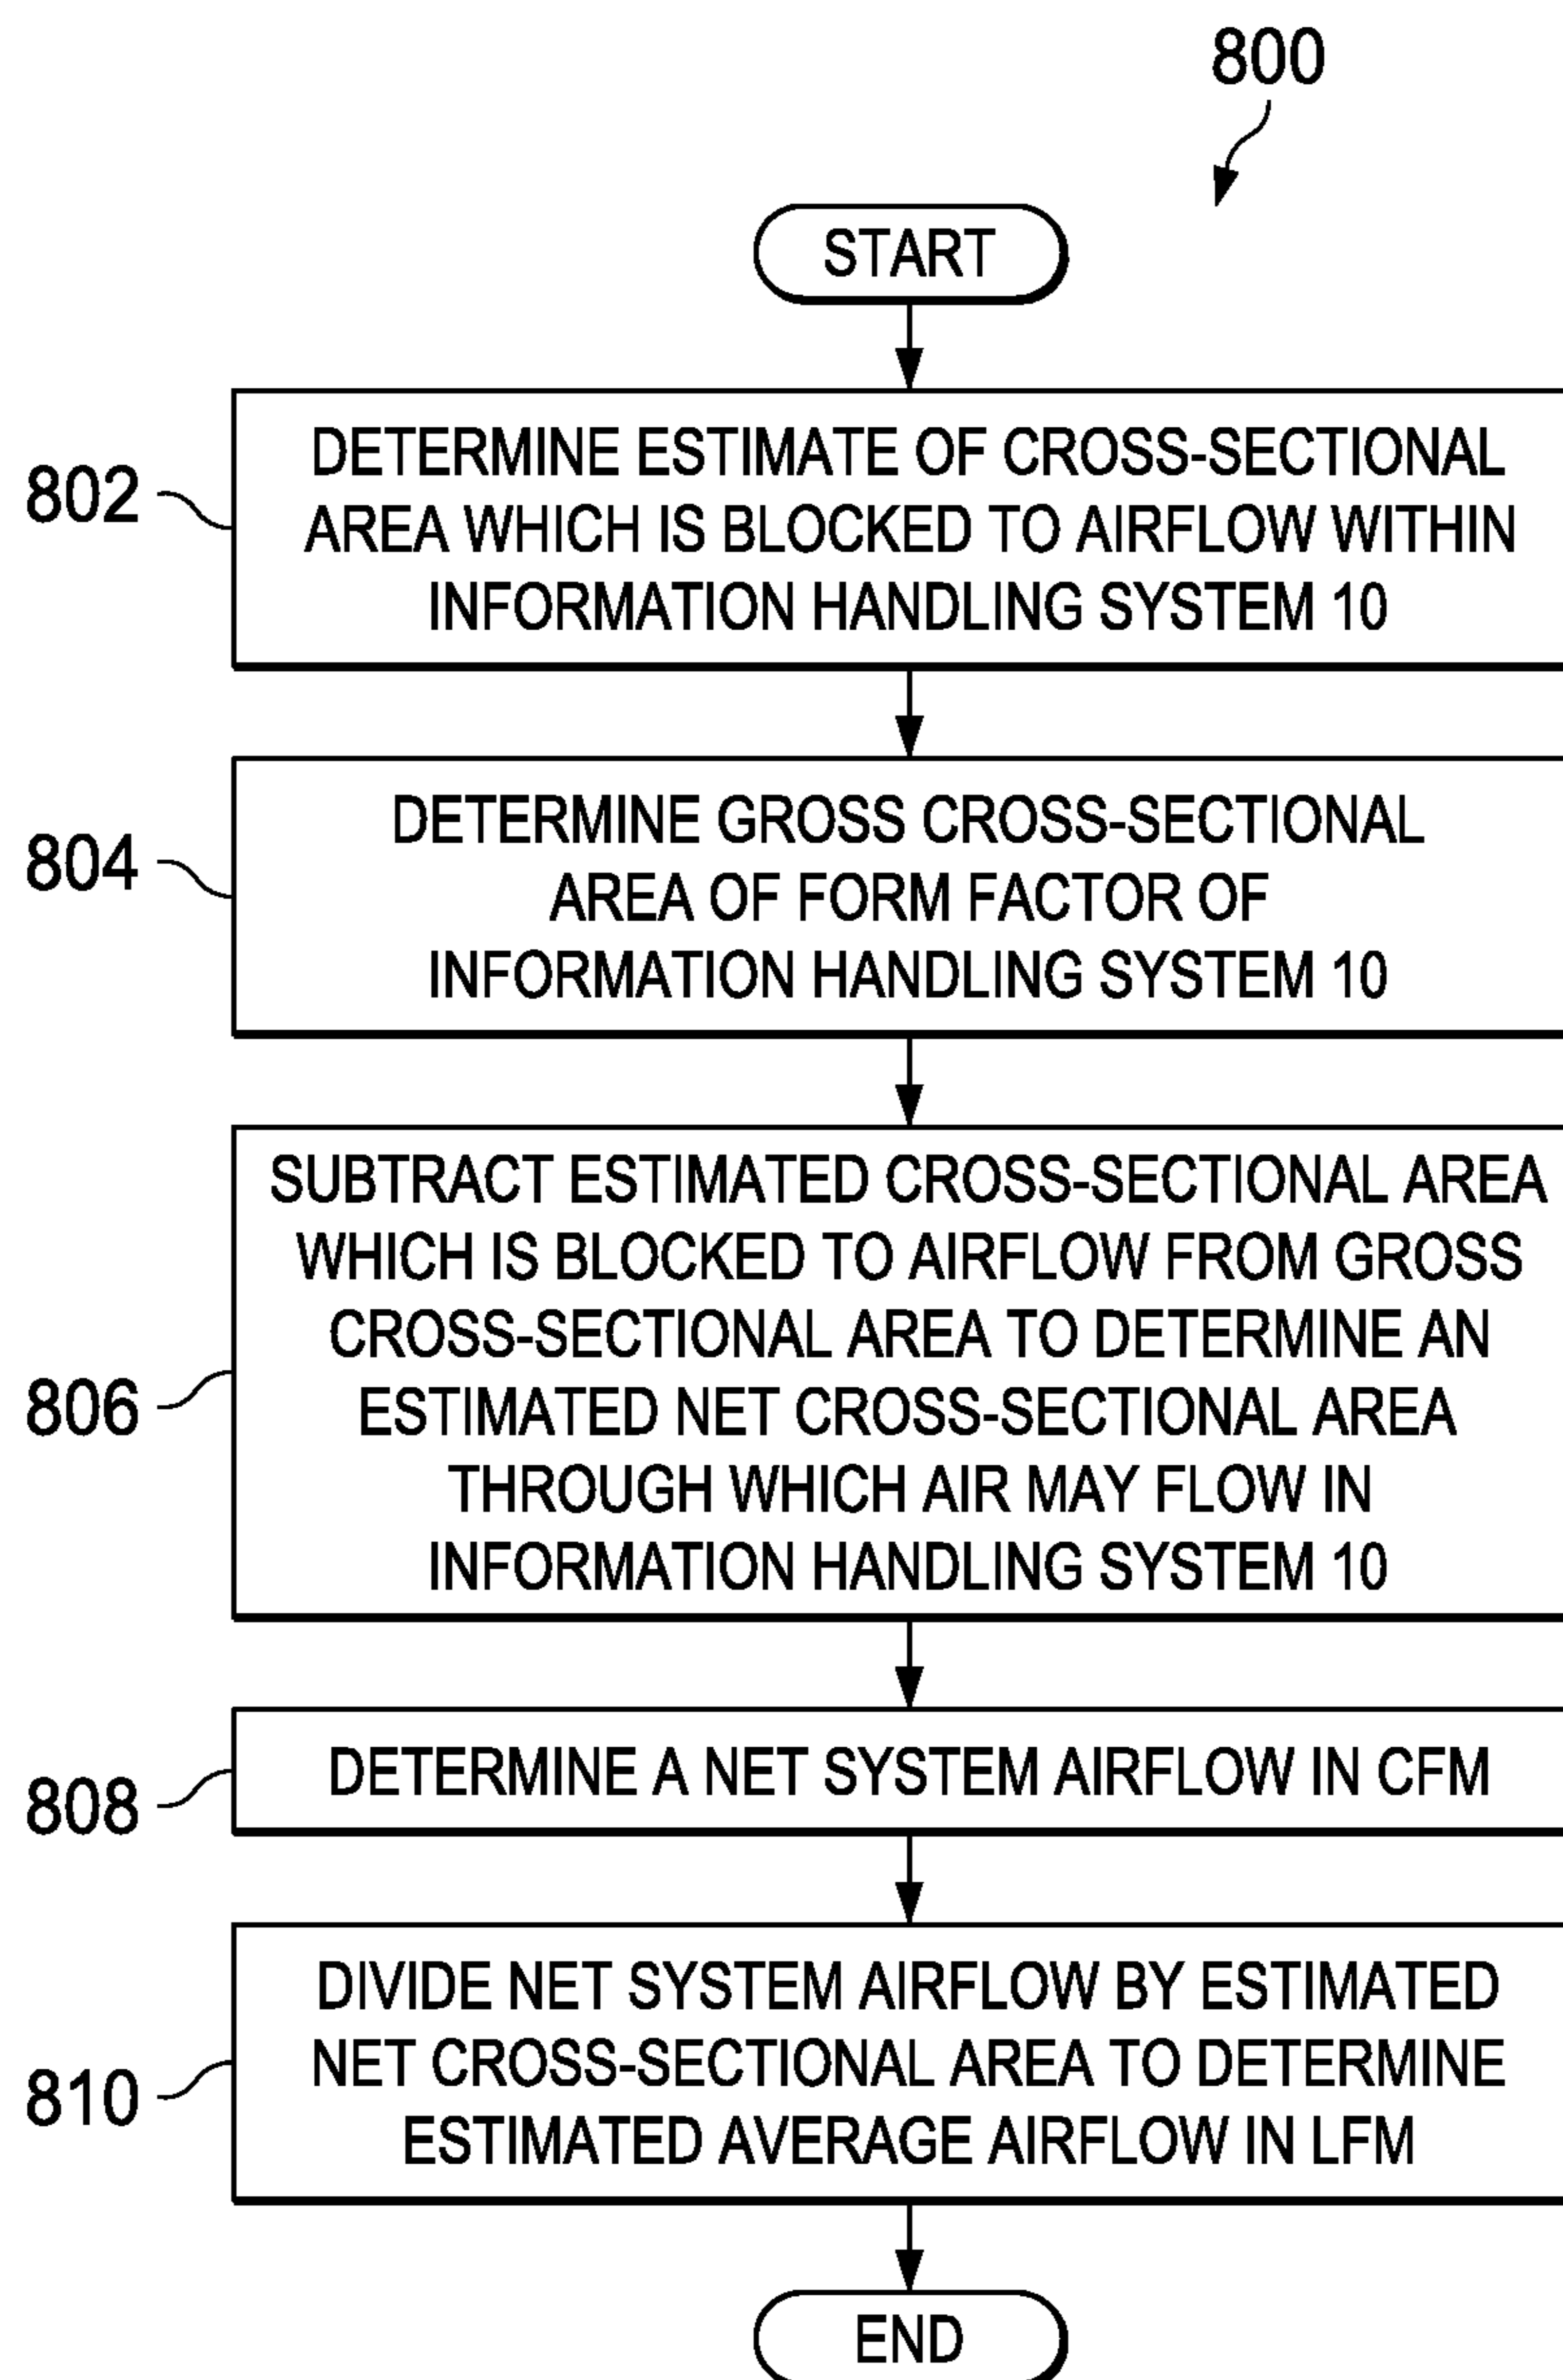 800
START
802
DETERMINE ESTIMATE OF CROSS-SECTIONAL
AREA WHICH IS BLOCKED TO AIRFLOW WITHIN
INFORMATION HANDLING SYSTEM 10
804
DETERMINE GROSS CROSS-SECTIONAL
AREA OF FORM FACTOR OF
INFORMATION HANDLING SYSTEM 10
806
SUBTRACT ESTIMATED CROSS-SECTIONAL AREA
WHICH IS BLOCKED TO AIRFLOW FROM GROSS
CROSS-SECTIONAL AREA TO DETERMINE AN
ESTIMATED NET CROSS-SECTIONAL AREA
THROUGH WHICH AIR MAY FLOW IN
INFORMATION HANDLING SYSTEM 10
808
DETERMINE A NET SYSTEM AIRFLOW IN CFM
810
DIVIDE NET SYSTEM AIRFLOW BY ESTIMATED
NET CROSS-SECTIONAL AREA TO DETERMINE
ESTIMATED AVERAGE AIRFLOW IN LFM
END